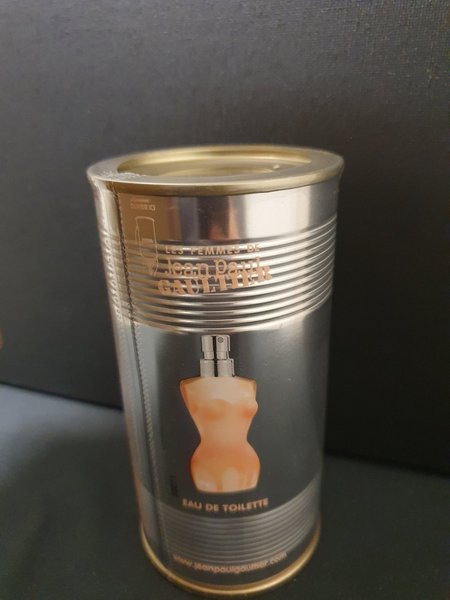 LES FEMMES DE
Jean Paul
GAULTIER
EAU DE TOILETTE
www.jeanpaulgaultier.com